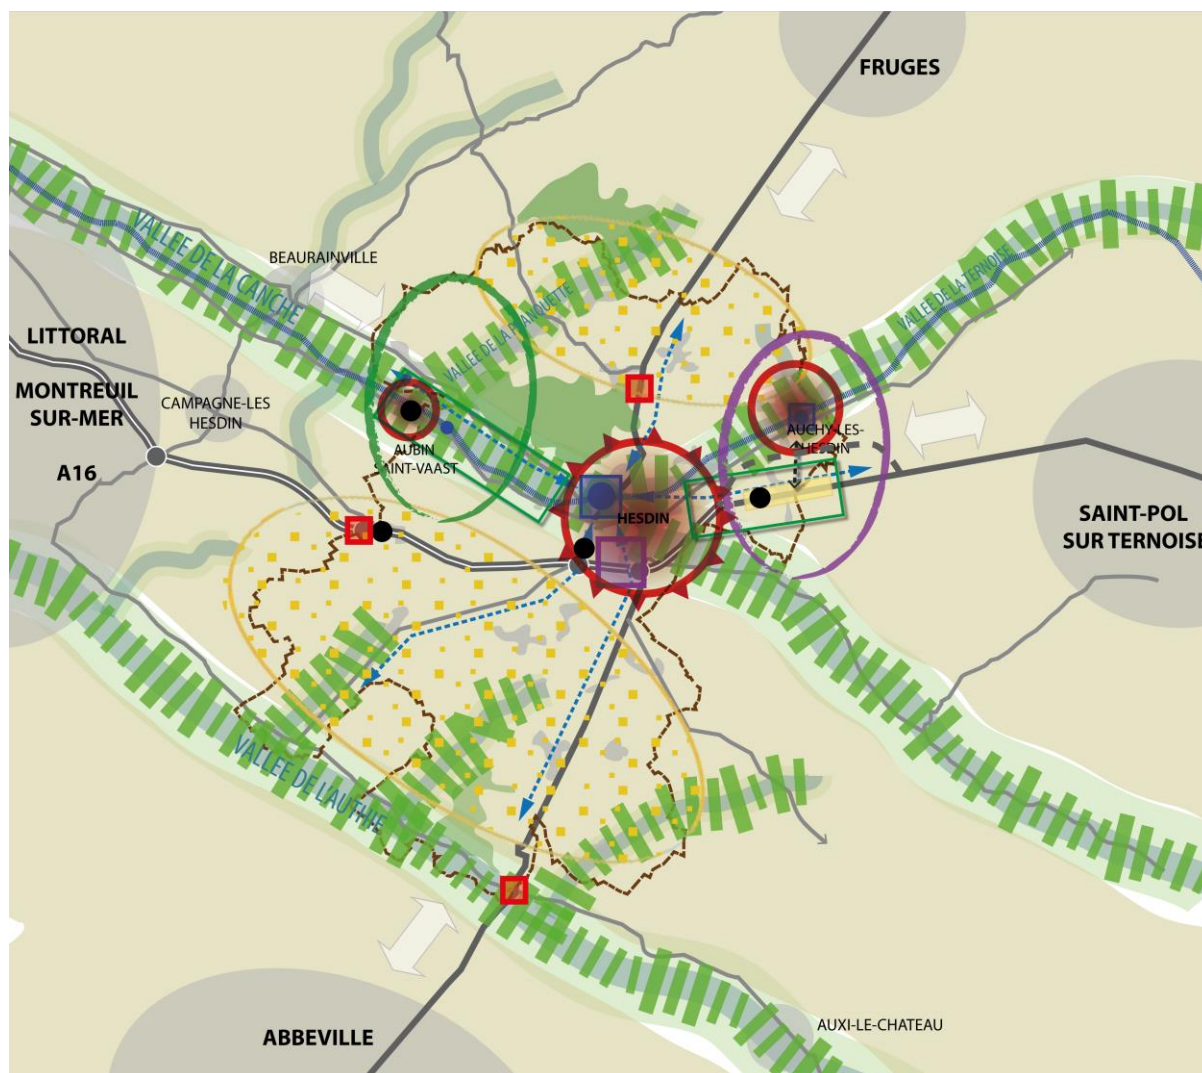 FRUGES
VALLEE DE LA CANCHE
BEAURAINVILLE
VALLEE DE LA TERNOISE
VALLEE DE LA PLANQUETTE
LITTORAL
MONTREUIL
SUR-MER
CAMPAGNE-LES
HESDIN
A16
AUBIN
SAINT-VAAST
AUCHY-LES-
HESDIN
HESDIN
SAINT-POL
SUR TERNOISE
VALLEE DE L'AUTHIE
AUXI-LE-CHATEAU
ABBEVILLE